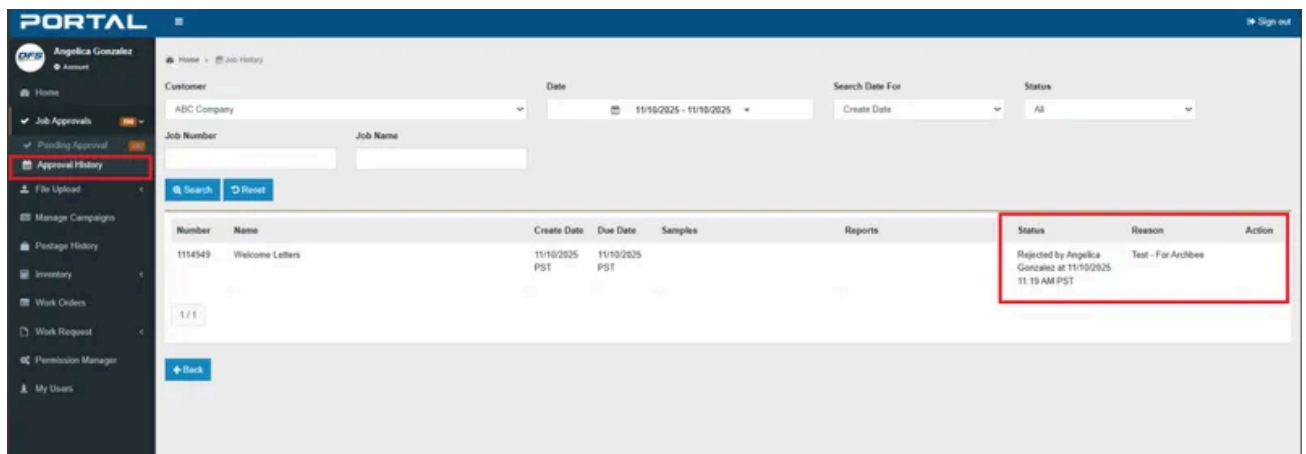 PORTAL
Sign out
DFS
Angelica Gonzalez
Account
Home
Job Approvals
Pending Approval
Approval History
File Upload
Manage Campaigns
Postage History
Inventory
Work Orders
Work Request
Permission Manager
My Users
Home > Job History
Customer Date Search Date For Status
ABC Company 11/10/2025 - 11/10/2025 Create Date All
Job Number Job Name
Search Reset
Number Name Create Date Due Date Samples Reports Status Reason Action
1114949 Welcome Letters 11/10/2025 11/10/2025 Rejected by Angelica Test - For Archbee
PST PST Gonzalez at 11/10/2025
11:19 AM PST
1 / 1
Back